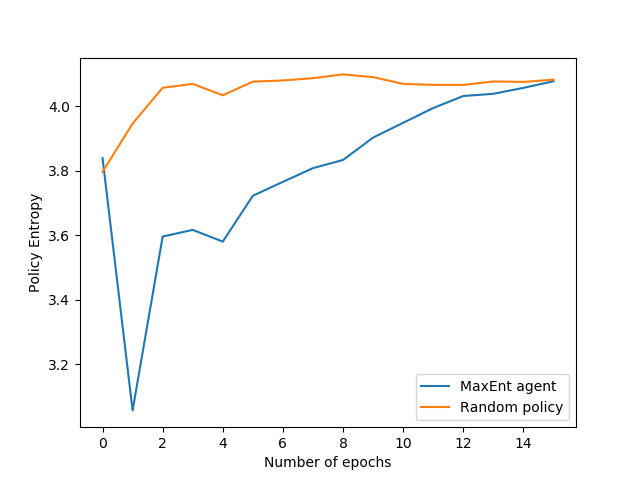 4.0
3.8
3.6
3.4
3.2
Policy Entropy
0 2 4 6 8 10 12 14
Number of epochs
MaxEnt agent
Random policy